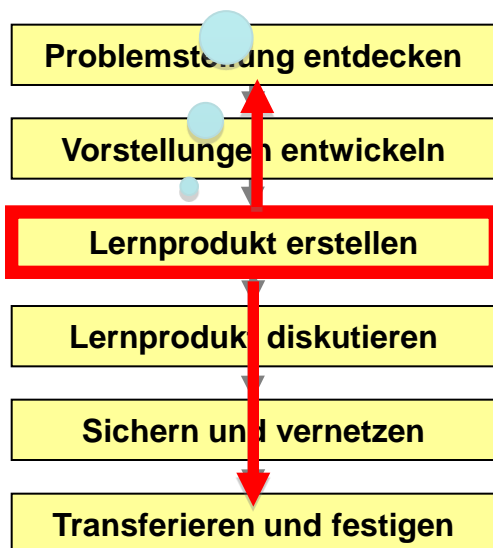 Problemstellung entdecken
Vorstellungen entwickeln
Lernprodukt erstellen
Lernprodukt diskutieren
Sichern und vernetzen
Transferieren und festigen